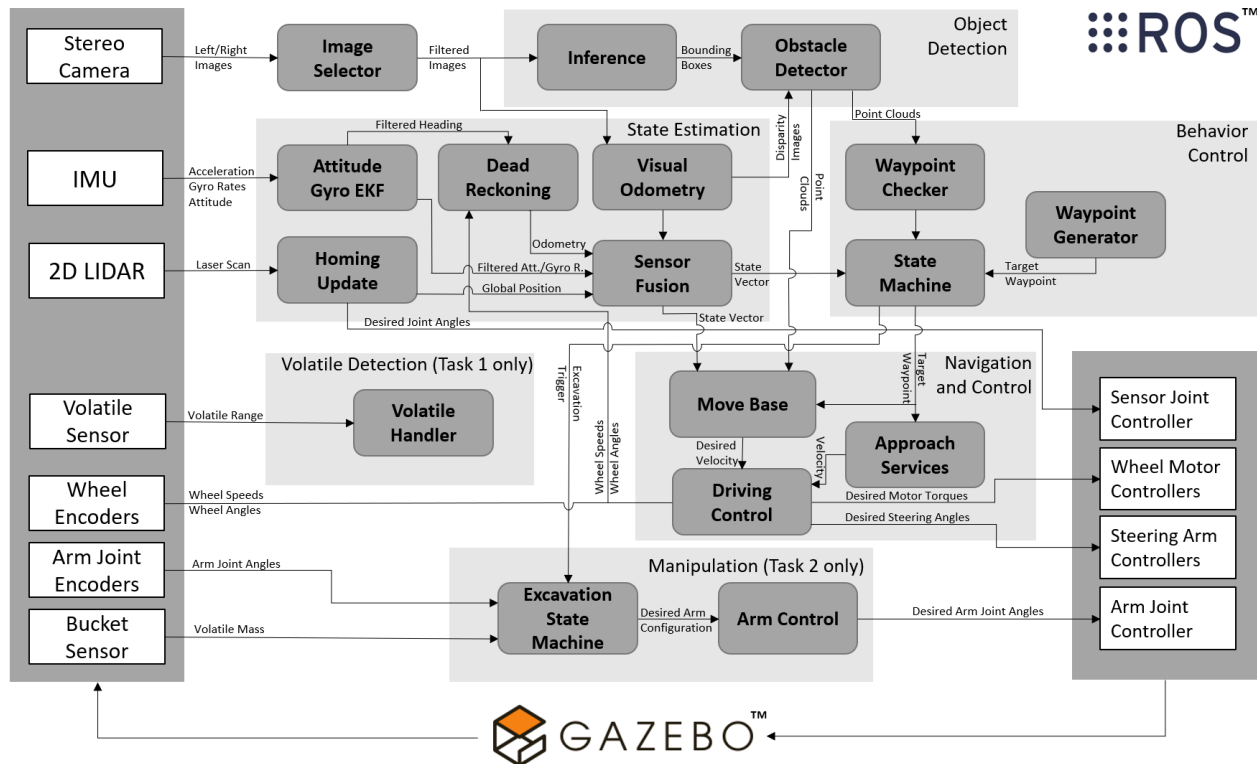 Stereo
Camera
Left/Right
Images
Image
Selector
Filtered
Images
Inference
Bounding
Boxes
Obstacle
Detector
Object
Detection
ROS™
IMU
Acceleration
Gyro Rates
Attitude
Filtered Heading
State Estimation
Attitude
Gyro EKF
Dead
Reckoning
Visual
Odometry
Disparity
Images
Point
Clouds
Point Clouds
Behavior
Control
Waypoint
Checker
Waypoint
Generator
2D LIDAR
Laser Scan
Homing
Update
Odometry
Filtered Att./Gyro R.
Global Position
Sensor
Fusion
State
Vector
State
Machine
Target
Waypoint
State Vector
Desired Joint Angles
Volatile Detection (Task 1 only)
Excavation
Trigger
Wheel Speeds
Wheel Angles
Target
Waypoint
Navigation
and Control
Volatile
Sensor
Volatile Range
Volatile
Handler
Move Base
Desired
Velocity
Velocity
Approach
Services
Sensor Joint
Controller
Wheel
Encoders
Wheel Speeds
Wheel Angles
Driving
Control
Desired Motor Torques
Desired Steering Angles
Wheel Motor
Controllers
Steering Arm
Controllers
Arm Joint
Encoders
Arm Joint Angles
Manipulation (Task 2 only)
Bucket
Sensor
Volatile Mass
Excavation
State
Machine
Desired Arm
Configuration
Arm Control
Desired Arm Joint Angles
Arm Joint
Controller
GAZEBO™